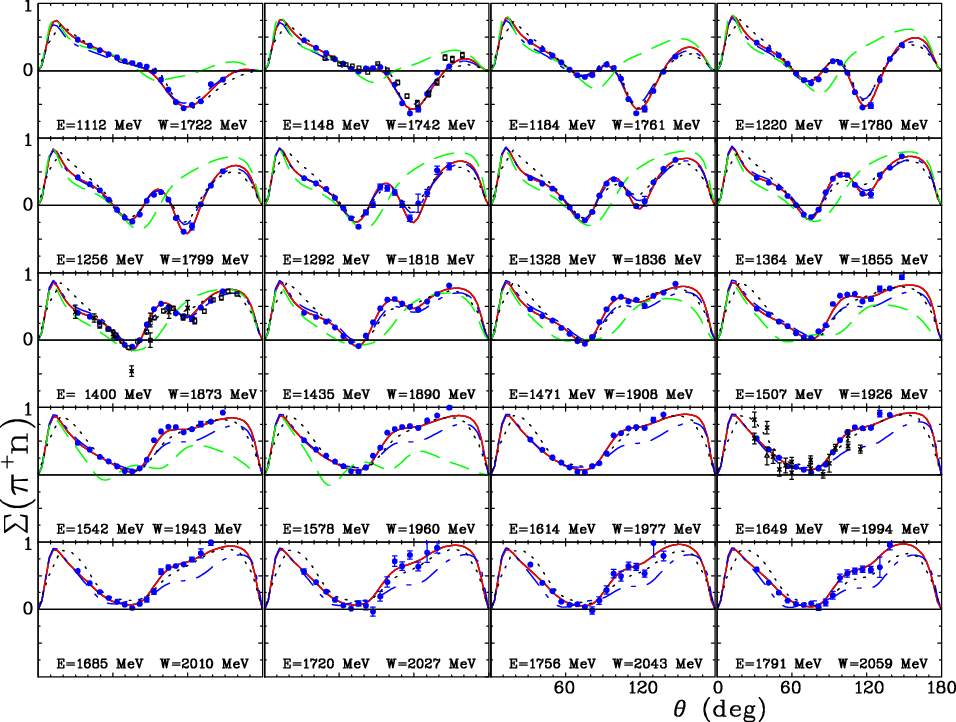 1
0
E=1112 MeV W=1722 MeV
E=1148 MeV W=1742 MeV
E=1184 MeV W=1761 MeV
E=1220 MeV W=1780 MeV
1
0
E=1256 MeV W=1799 MeV
E=1292 MeV W=1818 MeV
E=1328 MeV W=1836 MeV
E=1364 MeV W=1855 MeV
1
0
E= 1400 MeV W=1873 MeV
E=1435 MeV W=1890 MeV
E=1471 MeV W=1908 MeV
E=1507 MeV W=1926 MeV
1
0
E=1542 MeV W=1943 MeV
E=1578 MeV W=1960 MeV
E=1614 MeV W=1977 MeV
E=1649 MeV W=1994 MeV
Σ(π⁺n)
1
0
E=1685 MeV W=2010 MeV
E=1720 MeV W=2027 MeV
E=1756 MeV W=2043 MeV
E=1791 MeV W=2059 MeV
60 120 0 60 120 180
θ (deg)